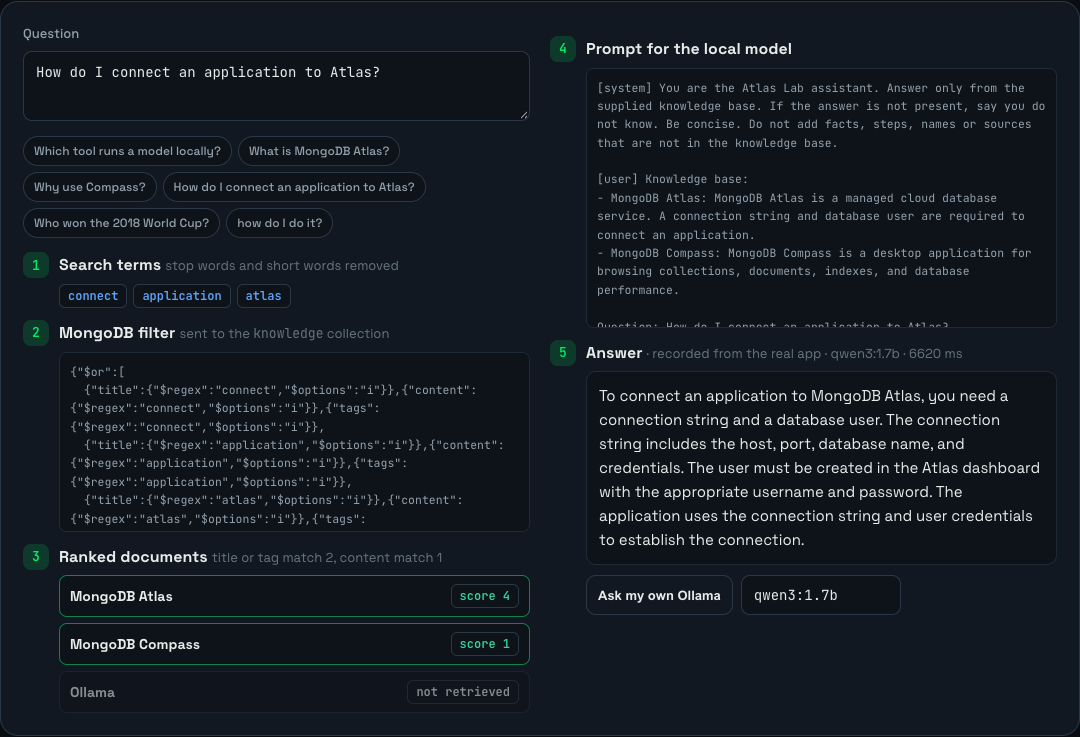 Question
How do I connect an application to Atlas?
Which tool runs a model locally?
What is MongoDB Atlas?
Why use Compass?
How do I connect an application to Atlas?
Who won the 2018 World Cup?
how do I do it?
1
Search terms stop words and short words removed
connect
application
atlas
2
MongoDB filter sent to the knowledge collection
{"$or":[
{"title":{"$regex":"connect","$options":"i"}},{"content":
{"$regex":"connect","$options":"i"}},{"tags":
{"$regex":"connect","$options":"i"}},
{"title":{"$regex":"application","$options":"i"}},{"content":
{"$regex":"application","$options":"i"}},{"tags":
{"$regex":"application","$options":"i"}},
{"title":{"$regex":"atlas","$options":"i"}},{"content":
{"$regex":"atlas","$options":"i"}},{"tags":
3
Ranked documents title or tag match 2, content match 1
MongoDB Atlas
score 4
MongoDB Compass
score 1
Ollama
not retrieved
4
Prompt for the local model
[system] You are the Atlas Lab assistant. Answer only from the
supplied knowledge base. If the answer is not present, say you do
not know. Be concise. Do not add facts, steps, names or sources
that are not in the knowledge base.
[user] Knowledge base:
- MongoDB Atlas: MongoDB Atlas is a managed cloud database
service. A connection string and database user are required to
connect an application.
- MongoDB Compass: MongoDB Compass is a desktop application for
browsing collections, documents, indexes, and database
performance.
Question: How do I connect an application to Atlas?
5
Answer · recorded from the real app · qwen3:1.7b · 6620 ms
To connect an application to MongoDB Atlas, you need a
connection string and a database user. The connection
string includes the host, port, database name, and
credentials. The user must be created in the Atlas dashboard
with the appropriate username and password. The
application uses the connection string and user credentials
to establish the connection.
Ask my own Ollama
qwen3:1.7b